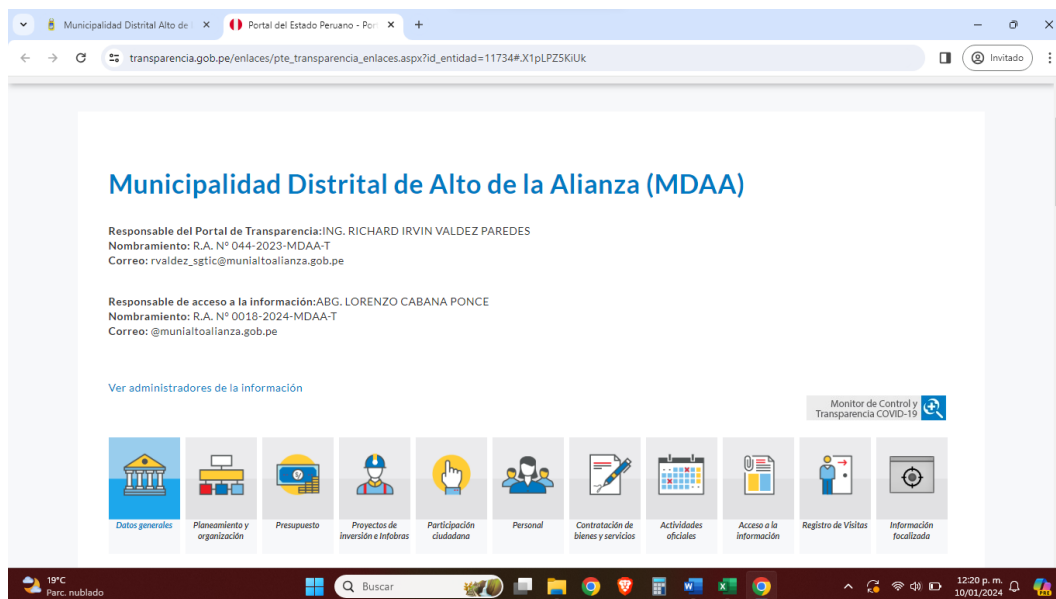 Municipalidad Distrital Alto de
Portal del Estado Peruano - Por
transparencia.gob.pe/enlaces/pte_transparencia_enlaces.aspx?id_entidad=11734#.X1pLPZ5KiUk
Invitado
Municipalidad Distrital de Alto de la Alianza (MDAA)
Responsable del Portal de Transparencia:ING. RICHARD IRVIN VALDEZ PAREDES
Nombramiento: R.A. Nº 044-2023-MDAA-T
Correo: rvaldez_sgtic@munialtoalianza.gob.pe
Responsable de acceso a la información:ABG. LORENZO CABANA PONCE
Nombramiento: R.A. Nº 0018-2024-MDAA-T
Correo: @munialtoalianza.gob.pe
Ver administradores de la información
Monitor de Control y
Transparencia COVID-19
Datos generales
Planeamiento y
organización
Presupuesto
Proyectos de
inversión e Infobras
Participación
ciudadana
Personal
Contratación de
bienes y servicios
Actividades
oficiales
Acceso a la
información
Registro de Visitas
Información
focalizada
19°C
Parc. nublado
Buscar
12:20 p. m.
10/01/2024